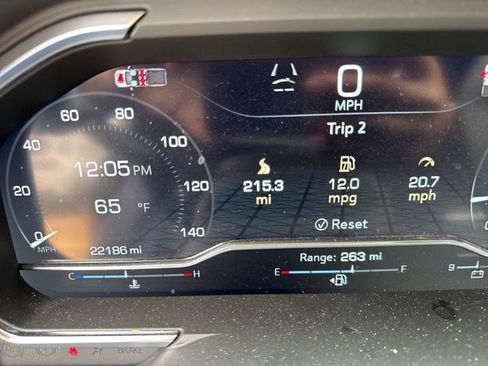 0
MPH
Trip 2
60 80
40 100
20 120
0 140
MPH
12:05 PM
65 °F
22186 mi
215.3 12.0 20.7
mi mpg mph
Reset
Range: 263 mi
C H E F 9
BRAKE